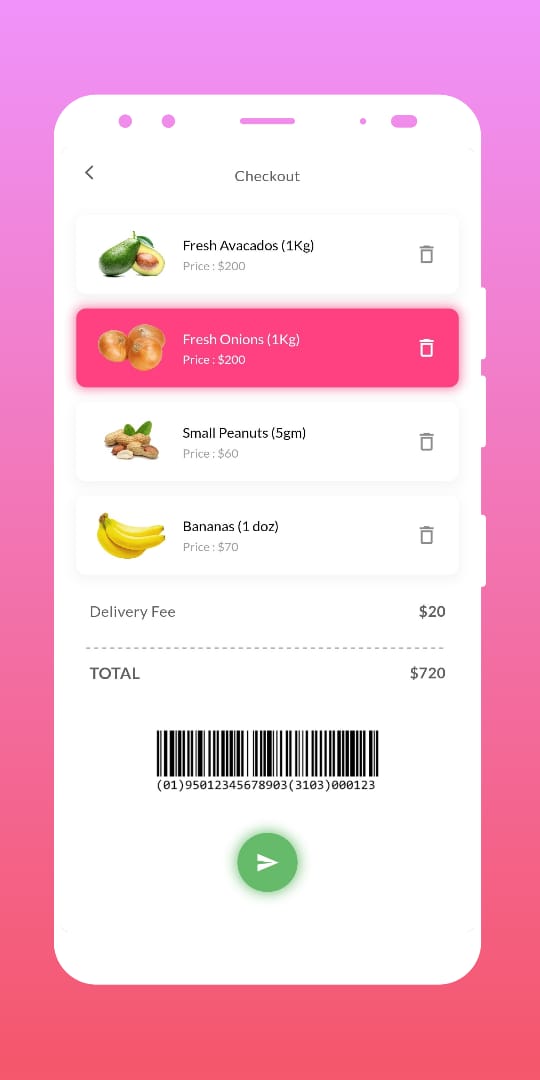 Checkout
Fresh Avacados (1Kg)
Price : $200
Fresh Onions (1Kg)
Price : $200
Small Peanuts (5gm)
Price : $60
Bananas (1 doz)
Price : $70
Delivery Fee $20
TOTAL $720
(01)95012345678903(3103)000123